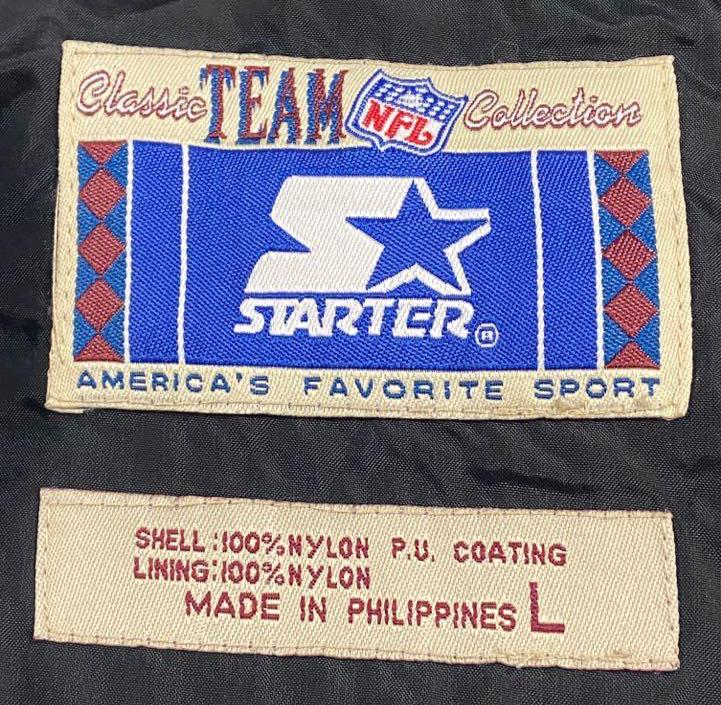 Classic TEAM NFL Collection
STARTER ®
AMERICA'S FAVORITE SPORT
SHELL:100%NYLON P.U. COATING
LINING:100%NYLON
MADE IN PHILIPPINES L